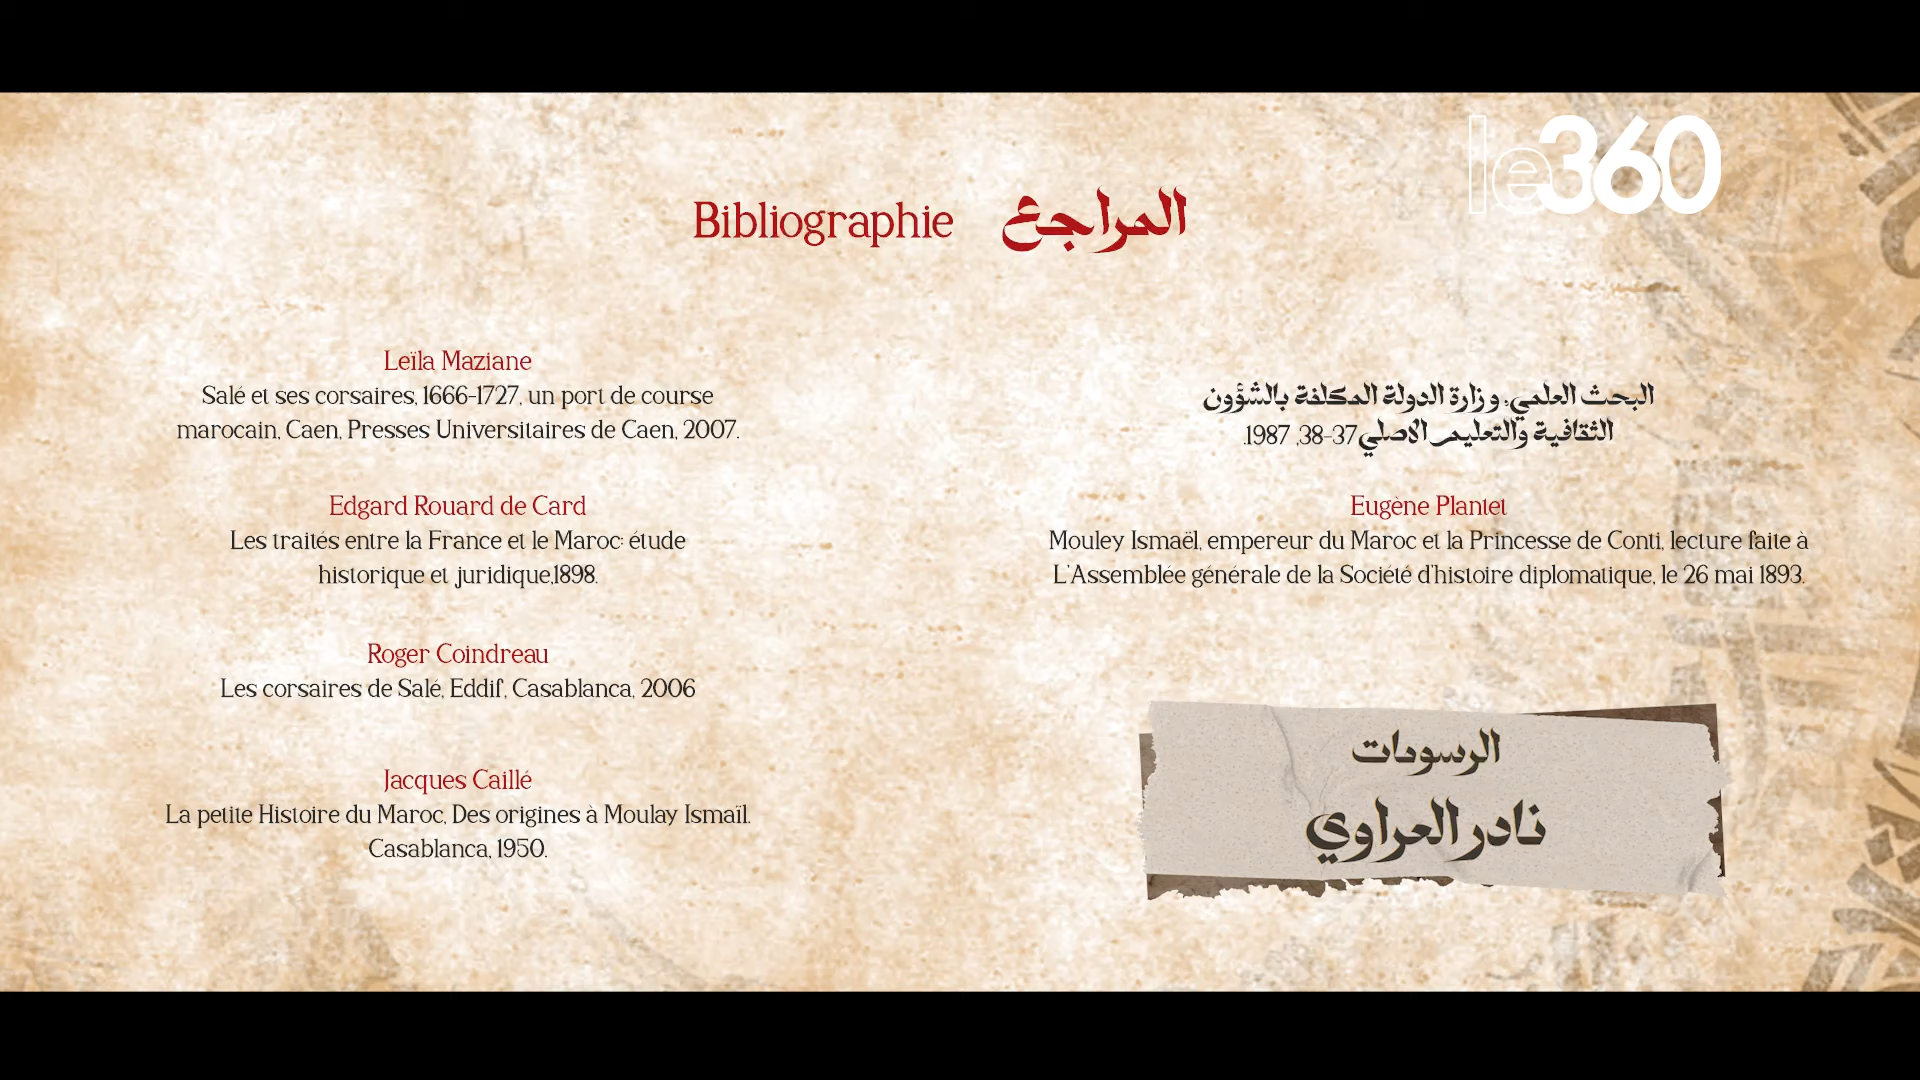 le360
Bibliographie المراجع
Leïla Maziane
Salé et ses corsaires, 1666-1727, un port de course
marocain, Caen, Presses Universitaires de Caen, 2007.
Edgard Rouard de Card
Les traités entre la France et le Maroc: étude
historique et juridique,1898.
Roger Coindreau
Les corsaires de Salé, Eddif, Casablanca, 2006
Jacques Caillé
La petite Histoire du Maroc, Des origines à Moulay Ismaïl.
Casablanca, 1950.
البحث العلمي، وزارة الدولة المكلفة بالشؤون
الثقافية والتعليم الاصلي 37-38, 1987.
Eugène Plantet
Mouley Ismaël, empereur du Maroc et la Princesse de Conti, lecture faite à
L'Assemblée générale de la Société d'histoire diplomatique, le 26 mai 1893.
الرسومات
نادر العراوي